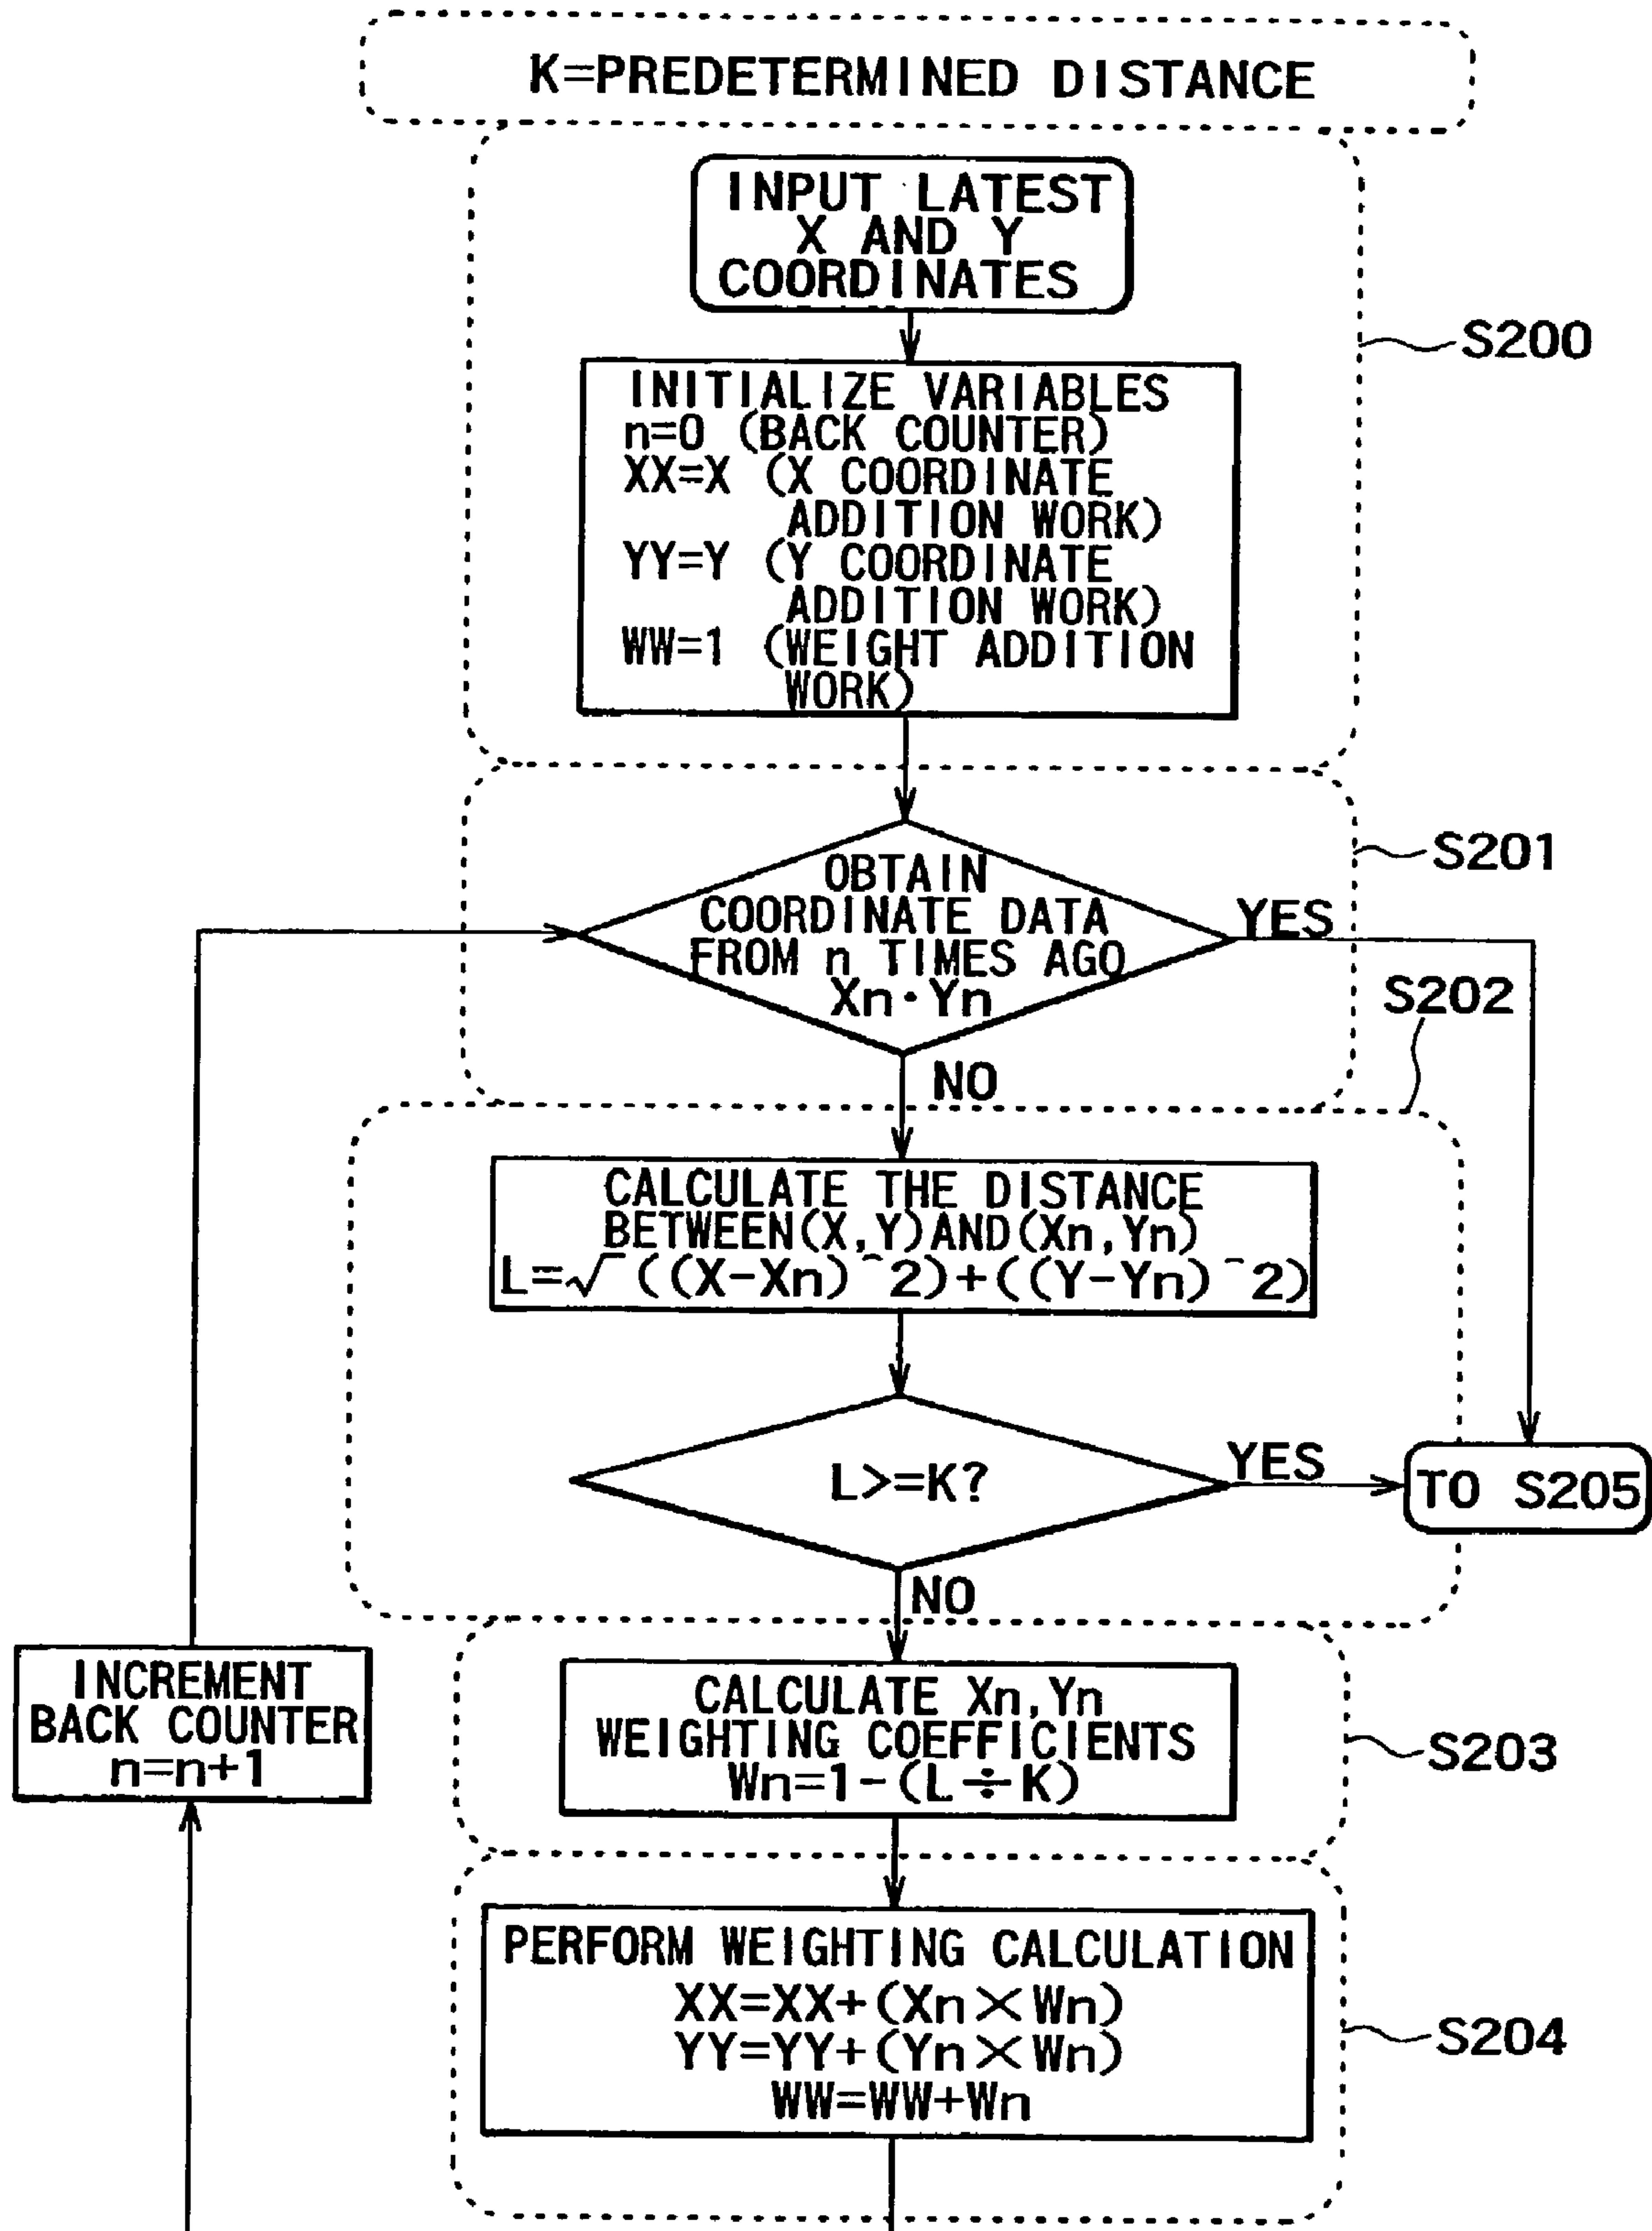 K=PREDETERMINED DISTANCE
INPUT LATEST
X AND Y
COORDINATES
S200
INITIALIZE VARIABLES
n=0 (BACK COUNTER)
XX=X (X COORDINATE
ADDITION WORK)
YY=Y (Y COORDINATE
ADDITION WORK)
WW=1 (WEIGHT ADDITION
WORK)
S201
OBTAIN
COORDINATE DATA
FROM n TIMES AGO
Xn·Yn
YES
S202
NO
CALCULATE THE DISTANCE
BETWEEN(X,Y)AND(Xn,Yn)
L=√((X-Xn)^2)+((Y-Yn)^2)
L>=K?
YES
TO S205
NO
INCREMENT
BACK COUNTER
n=n+1
CALCULATE Xn,Yn
WEIGHTING COEFFICIENTS
Wn=1-(L÷K)
S203
PERFORM WEIGHTING CALCULATION
XX=XX+(Xn×Wn)
YY=YY+(Yn×Wn)
WW=WW+Wn
S204